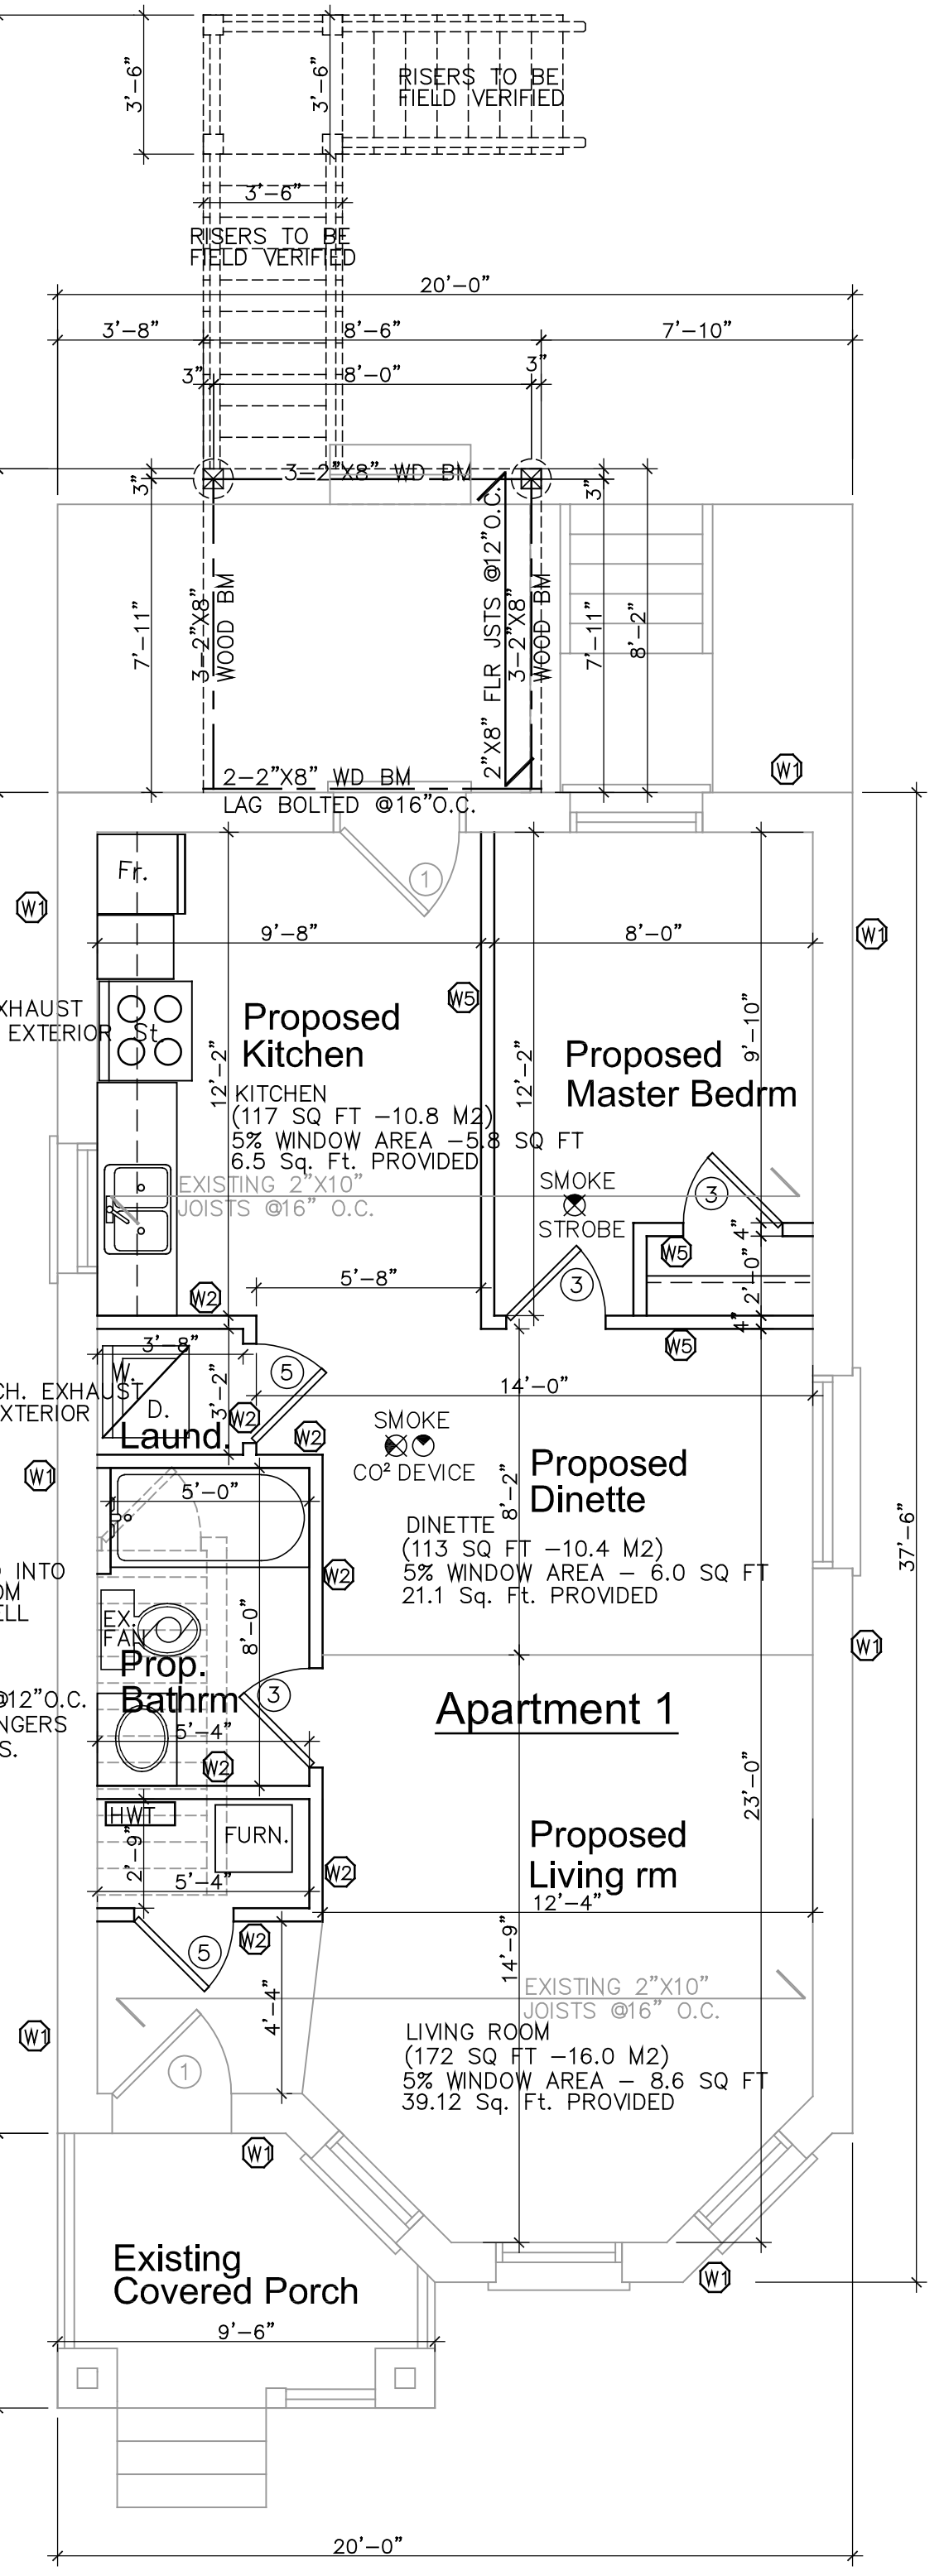 3'-6"
3'-6"
RISERS TO BE
FIELD VERIFIED
3'-6"
RISERS TO BE
FIELD VERIFIED
20'-0"
3'-8"
8'-6"
7'-10"
3"
8'-0"
3"
3-2"X8" WD BM
3"
3"
7'-11"
3-2"X8"
WOOD BM
2"X8" FLR JSTS @12"O.C.
3-2"X8"
WOOD BM
7'-11"
8'-2"
2-2"X8" WD BM
LAG BOLTED @16"O.C.
W1
Fr.
1
W1
W1
9'-8"
8'-0"
W5
XHAUST
EXTERIOR
St.
Proposed
Kitchen
12'-2"
12'-2"
9'-10"
Proposed
Master Bedrm
KITCHEN
(117 SQ FT -10.8 M2)
5% WINDOW AREA -5.8 SQ FT
6.5 Sq. Ft. PROVIDED
EXISTING 2"X10"
JOISTS @16" O.C.
SMOKE
STROBE
3
4"
W5
2'-0"
4"
5'-8"
3
W2
W5
3'-8"
5
14'-0"
CH. EXHAUST
XTERIOR
W.
D.
3'-2"
W2
W2
Laund.
SMOKE
CO² DEVICE
W1
5'-0"
8'-2"
Proposed
Dinette
DINETTE
(113 SQ FT -10.4 M2)
5% WINDOW AREA - 6.0 SQ FT
21.1 Sq. Ft. PROVIDED
37'-6"
INTO
OM
ELL
W2
EX.
FAN
8'-0"
W1
Prop.
Bathrm
3
@12"O.C.
NGERS
S.
5'-4"
W2
Apartment 1
23'-0"
HWT
FURN.
2'-9"
5'-4"
W2
Proposed
Living rm
12'-4"
W2
5
14'-9"
4'-4"
EXISTING 2"X10"
JOISTS @16" O.C.
W1
1
LIVING ROOM
(172 SQ FT -16.0 M2)
5% WINDOW AREA - 8.6 SQ FT
39.12 Sq. Ft. PROVIDED
W1
Existing
Covered Porch
W1
9'-6"
20'-0"